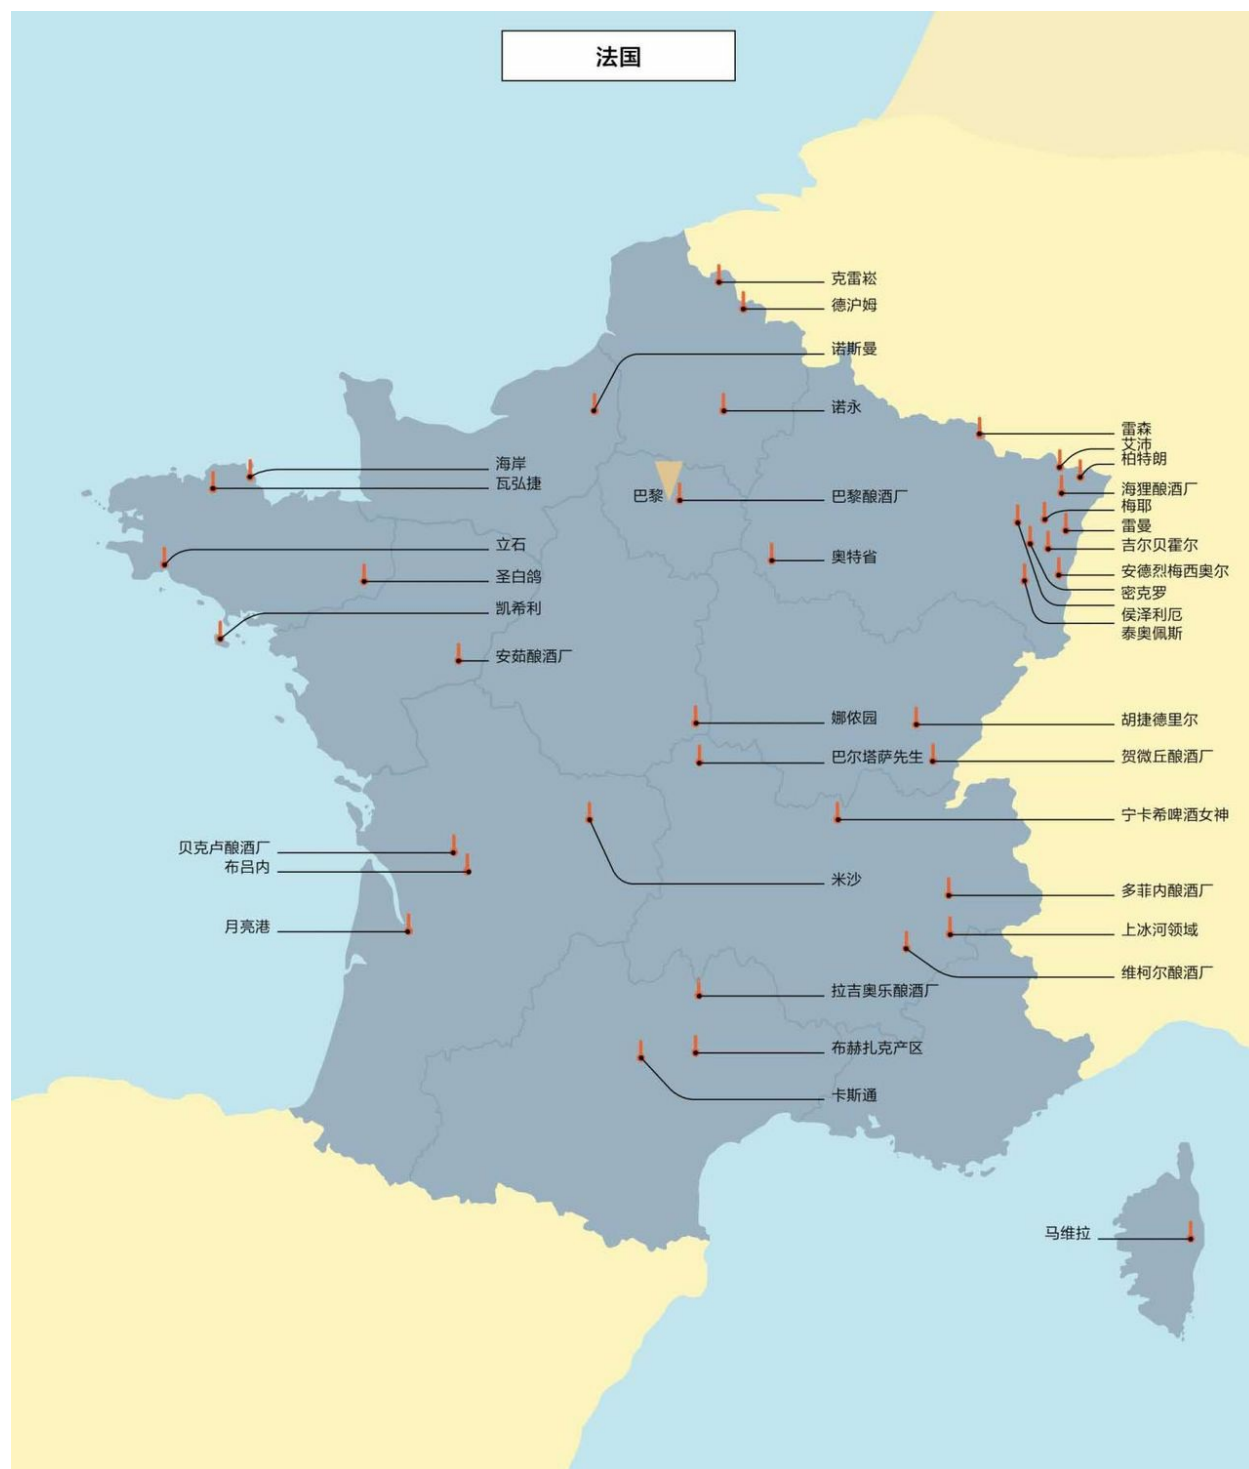 法国
克雷崧
德沪姆
诺斯曼
诺永
雷森
艾沛
柏特朗
海岸
瓦弘捷
海狸酿酒厂
梅耶
雷曼
巴黎
巴黎酿酒厂
吉尔贝霍尔
立石
奥特省
安德烈梅西奥尔
圣白鸽
密克罗
凯希利
侯泽利厄
泰奥佩斯
安茹酿酒厂
娜侬园
胡捷德里尔
巴尔塔萨先生
贺微丘酿酒厂
宁卡希啤酒女神
贝克卢酿酒厂
布吕内
米沙
多菲内酿酒厂
月亮港
上冰河领域
维柯尔酿酒厂
拉吉奥乐酿酒厂
布赫扎克产区
卡斯通
马维拉